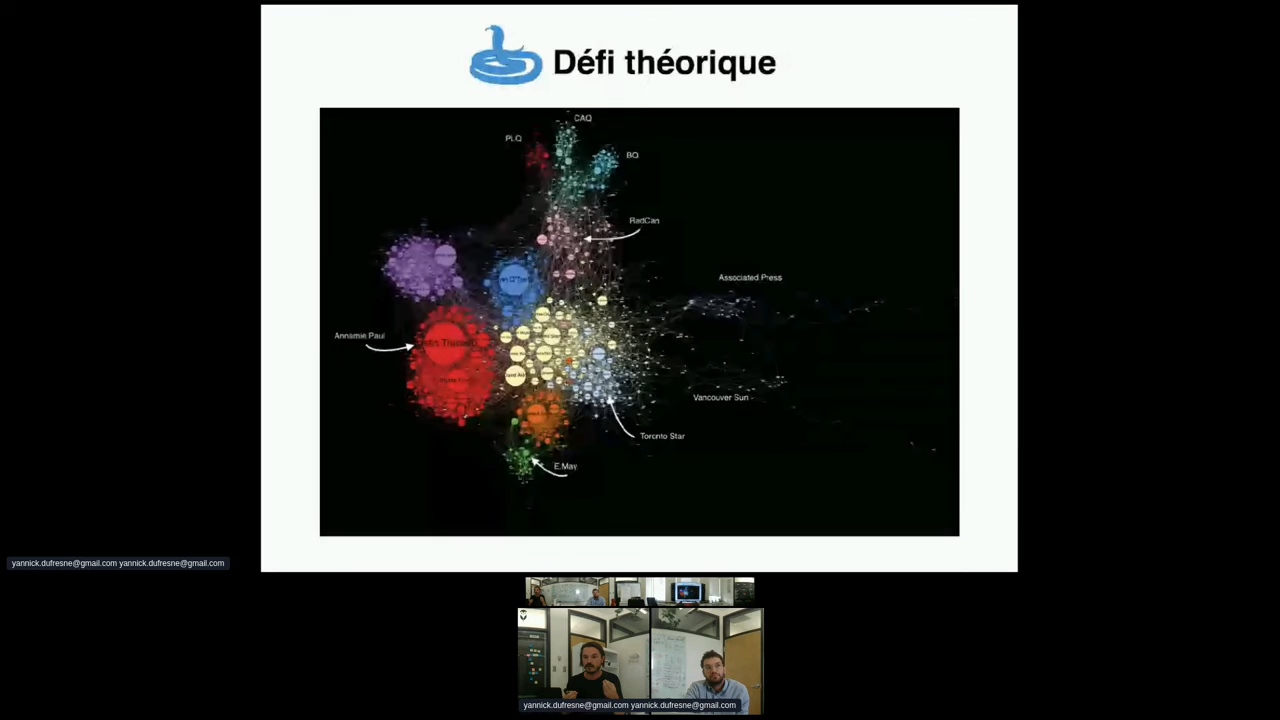 Défi théorique
CAQ
PLQ
BQ
RadCan
Associated Press
Annamie Paul
Vancouver Sun
Toronto Star
E.May
yannick.dufresne@gmail.com yannick.dufresne@gmail.com
yannick.dufresne@gmail.com yannick.dufresne@gmail.com